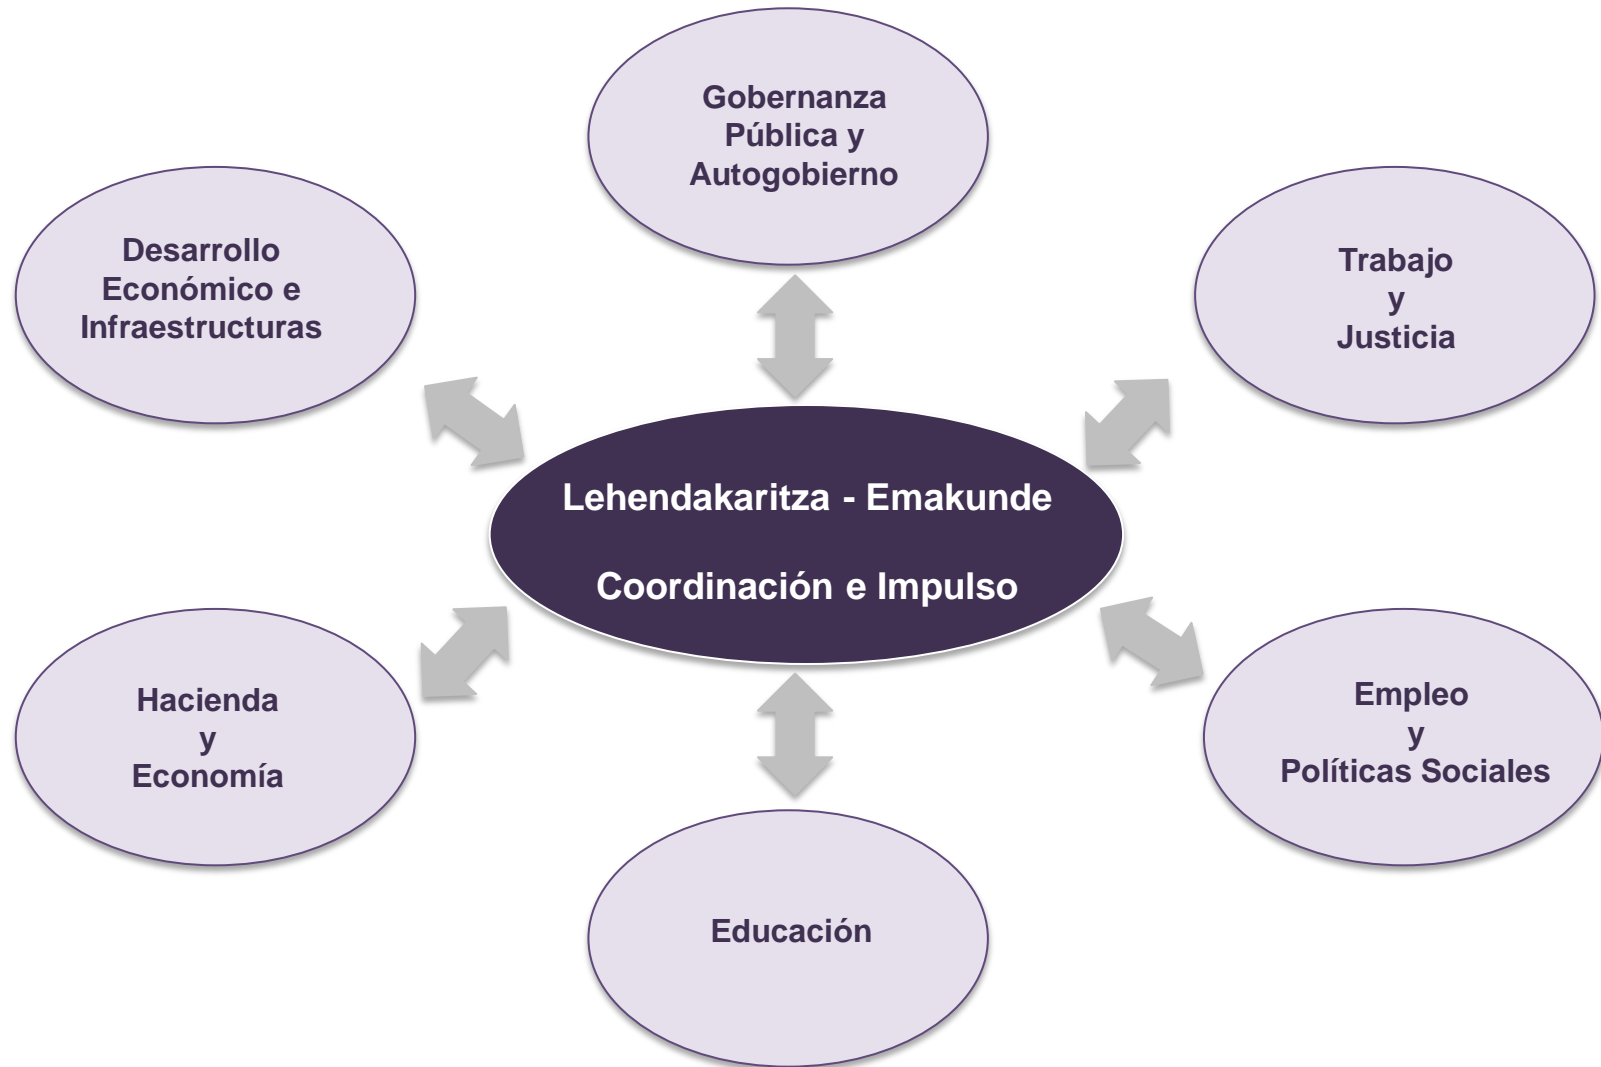 Gobernanza
Pública y
Autogobierno
Desarrollo
Económico e
Infraestructuras
Trabajo
y
Justicia
Lehendakaritza - Emakunde
Coordinación e Impulso
Hacienda
y
Economía
Empleo
y
Políticas Sociales
Educación